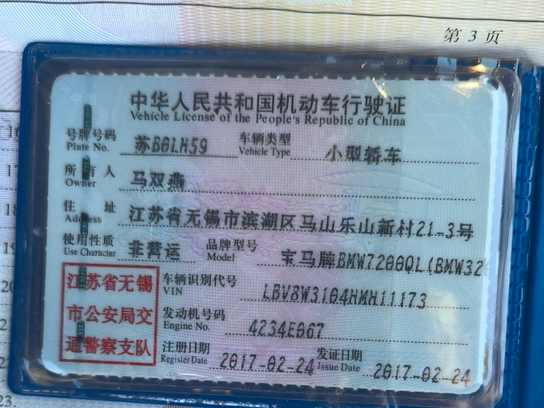 第 3 页
中华人民共和国机动车行驶证
Vehicle License of the People's Republic of China
号牌号码 苏B0LM59 车辆类型 小型轿车
Plate No. Vehicle Type
所有人 马双燕
Owner
住址 江苏省无锡市滨湖区马山乐山新村21-3号
Address
使用性质 非营运 品牌型号 宝马牌BMW7200QL(BMW32
Use Character Model
江苏省无锡
市公安局交
通警察支队
车辆识别代号 LBV8W3104HMH11173
VIN
发动机号码 4234E067
Engine No.
注册日期 2017-02-24 发证日期 2017-02-24
Register Date Issue Date